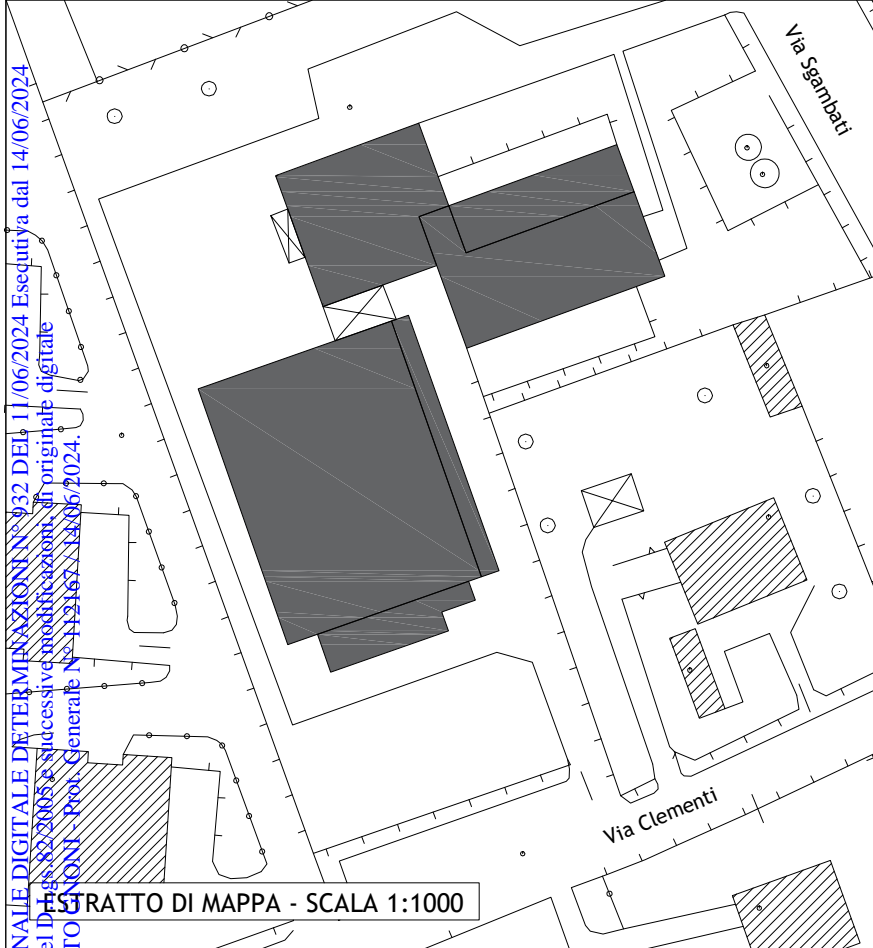 Via Sgambati
NALE DIGITALE DETERMINAZIONI N° 932 DEL 11/06/2024 Esecutiva dal 14/06/2024
el D.Lgs.82/2005 e successive modificazioni, di originale digitale
TO GNONI - Prot. Generale N° 112167 / 14/06/2024.
Via Clementi
ESTRATTO DI MAPPA - SCALA 1:1000